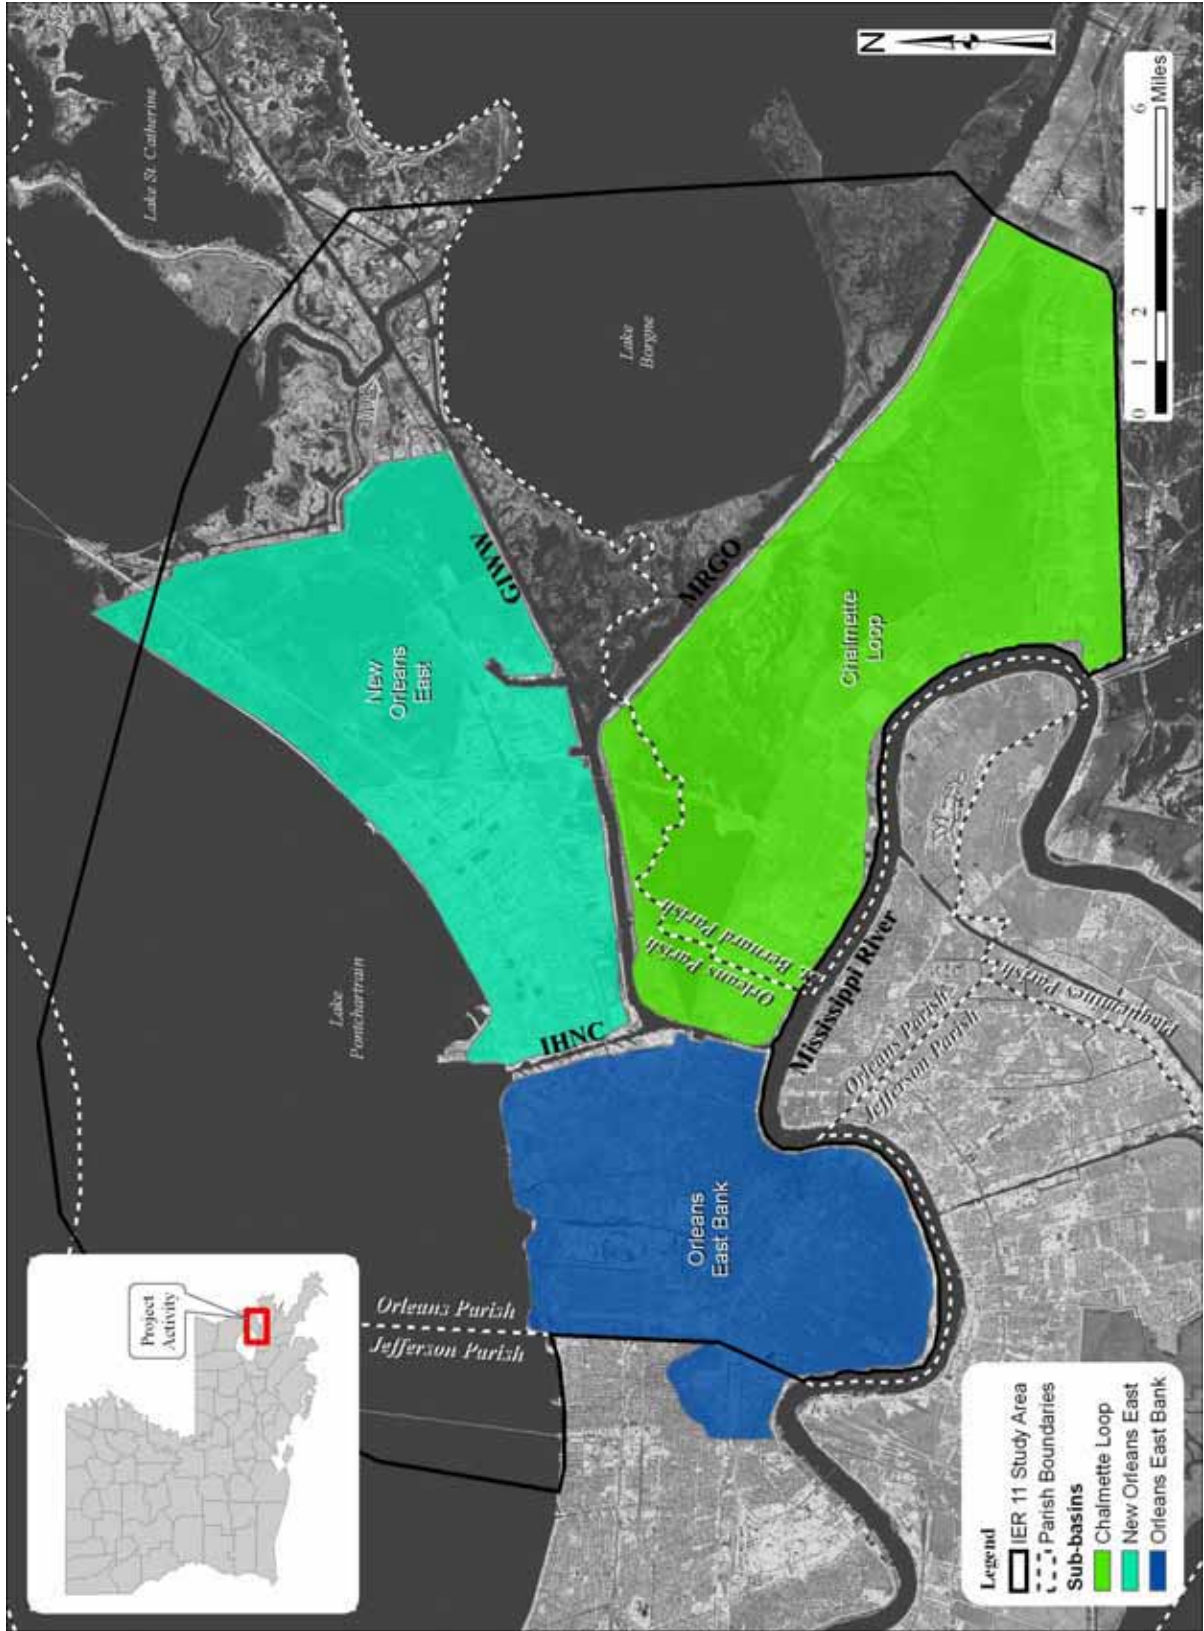 Project
Activity
Orleans Parish
Jefferson Parish
Lake
Pontchartrain
Lake St. Catherine
Lake
Borgne
New
Orleans
East
GIWW
MRGO
IHNC
Orleans
East Bank
Chalmette
Loop
Orleans Parish
St. Bernard Parish
Mississippi River
Orleans Parish
Jefferson Parish
Plaquemines Parish
N
0 1 2 4 6
Miles
Legend
IER 11 Study Area
Parish Boundaries
Sub-basins
Chalmette Loop
New Orleans East
Orleans East Bank